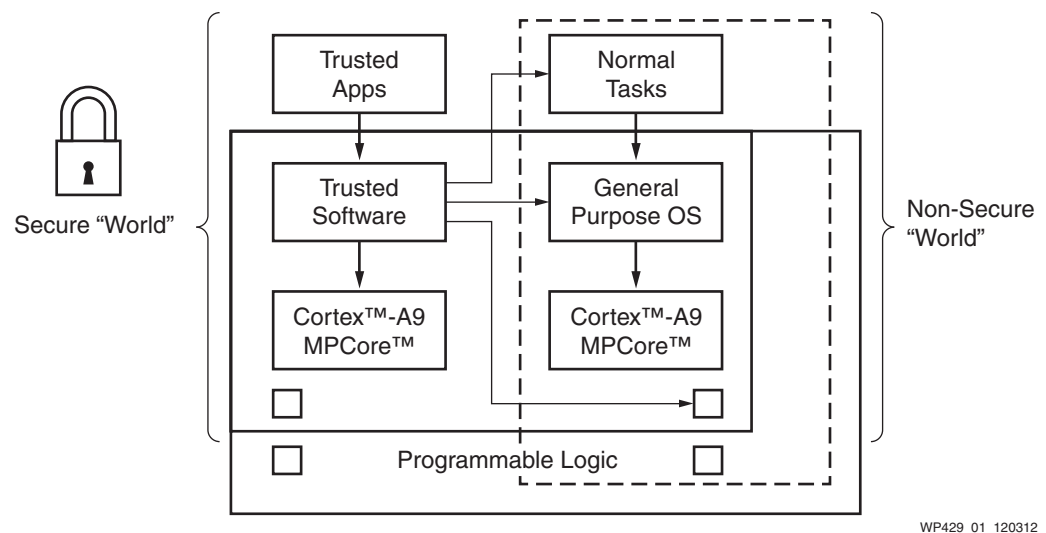 Trusted
Apps
Normal
Tasks
Secure “World”
Trusted
Software
General
Purpose OS
Non-Secure
“World”
Cortex™-A9
MPCore™
Cortex™-A9
MPCore™
Programmable Logic
WP429_01_120312